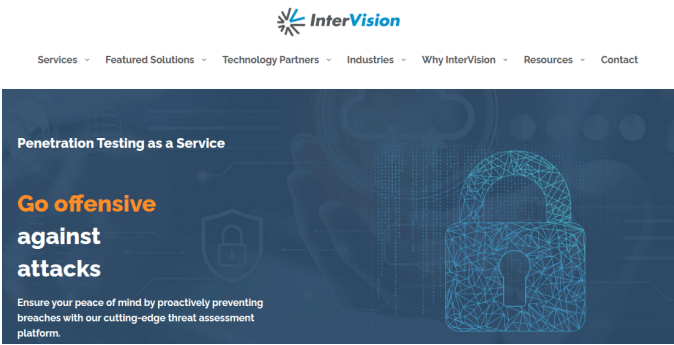 InterVision
Services
Featured Solutions
Technology Partners
Industries
Why InterVision
Resources
Contact
Penetration Testing as a Service
Go offensive
against
attacks
Ensure your peace of mind by proactively preventing
breaches with our cutting-edge threat assessment
platform.